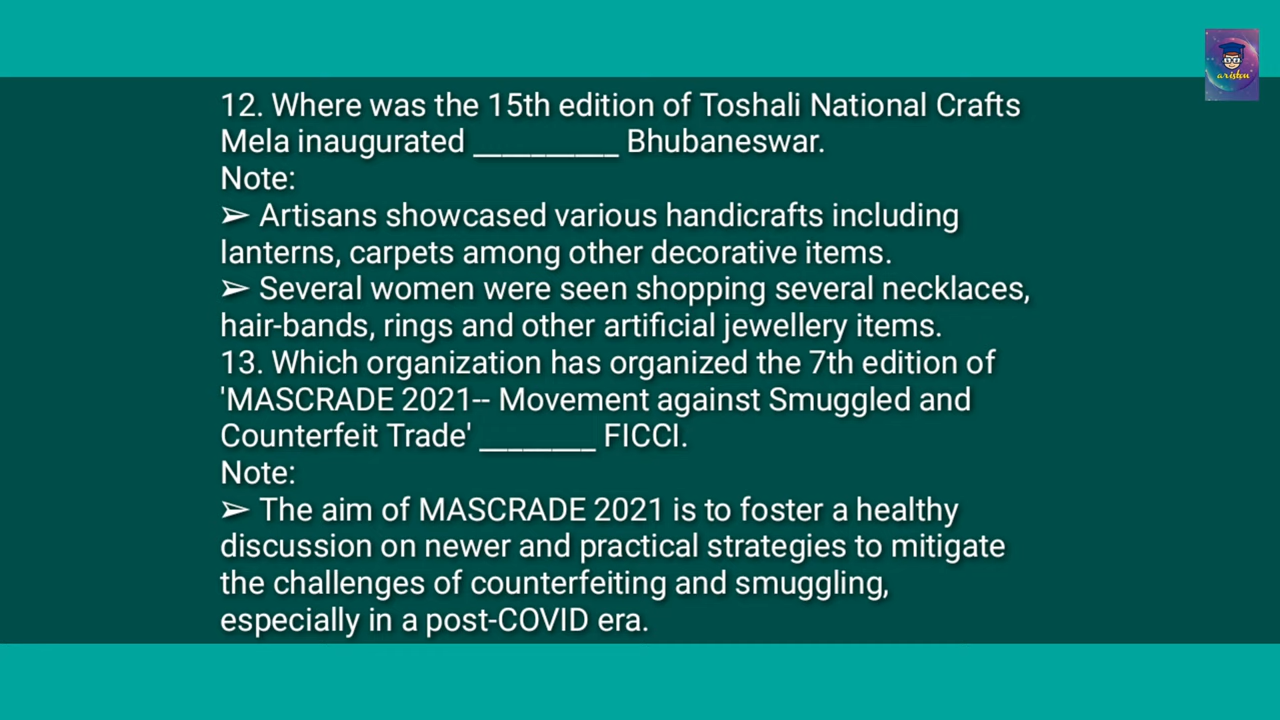 aristou
12. Where was the 15th edition of Toshali National Crafts
Mela inaugurated __________ Bhubaneswar.
Note:
➢ Artisans showcased various handicrafts including
lanterns, carpets among other decorative items.
➢ Several women were seen shopping several necklaces,
hair-bands, rings and other artificial jewellery items.
13. Which organization has organized the 7th edition of
'MASCRADE 2021-- Movement against Smuggled and
Counterfeit Trade' ________ FICCI.
Note:
➢ The aim of MASCRADE 2021 is to foster a healthy
discussion on newer and practical strategies to mitigate
the challenges of counterfeiting and smuggling,
especially in a post-COVID era.